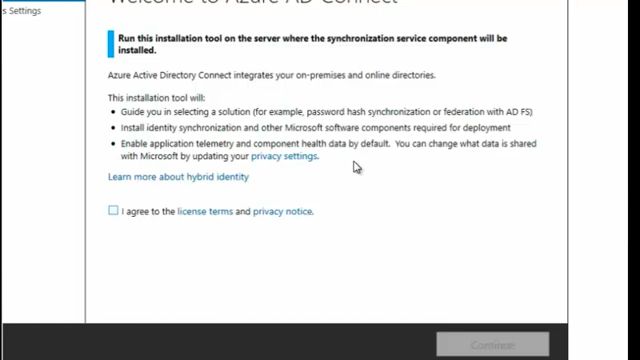 Welcome to Azure AD Connect
s Settings
Run this installation tool on the server where the synchronization service component will be
installed.
Azure Active Directory Connect integrates your on-premises and online directories.
This installation tool will:
• Guide you in selecting a solution (for example, password hash synchronization or federation with AD FS)
• Install identity synchronization and other Microsoft software components required for deployment
• Enable application telemetry and component health data by default. You can change what data is shared
with Microsoft by updating your privacy settings.
Learn more about hybrid identity
I agree to the license terms and privacy notice.
Continue